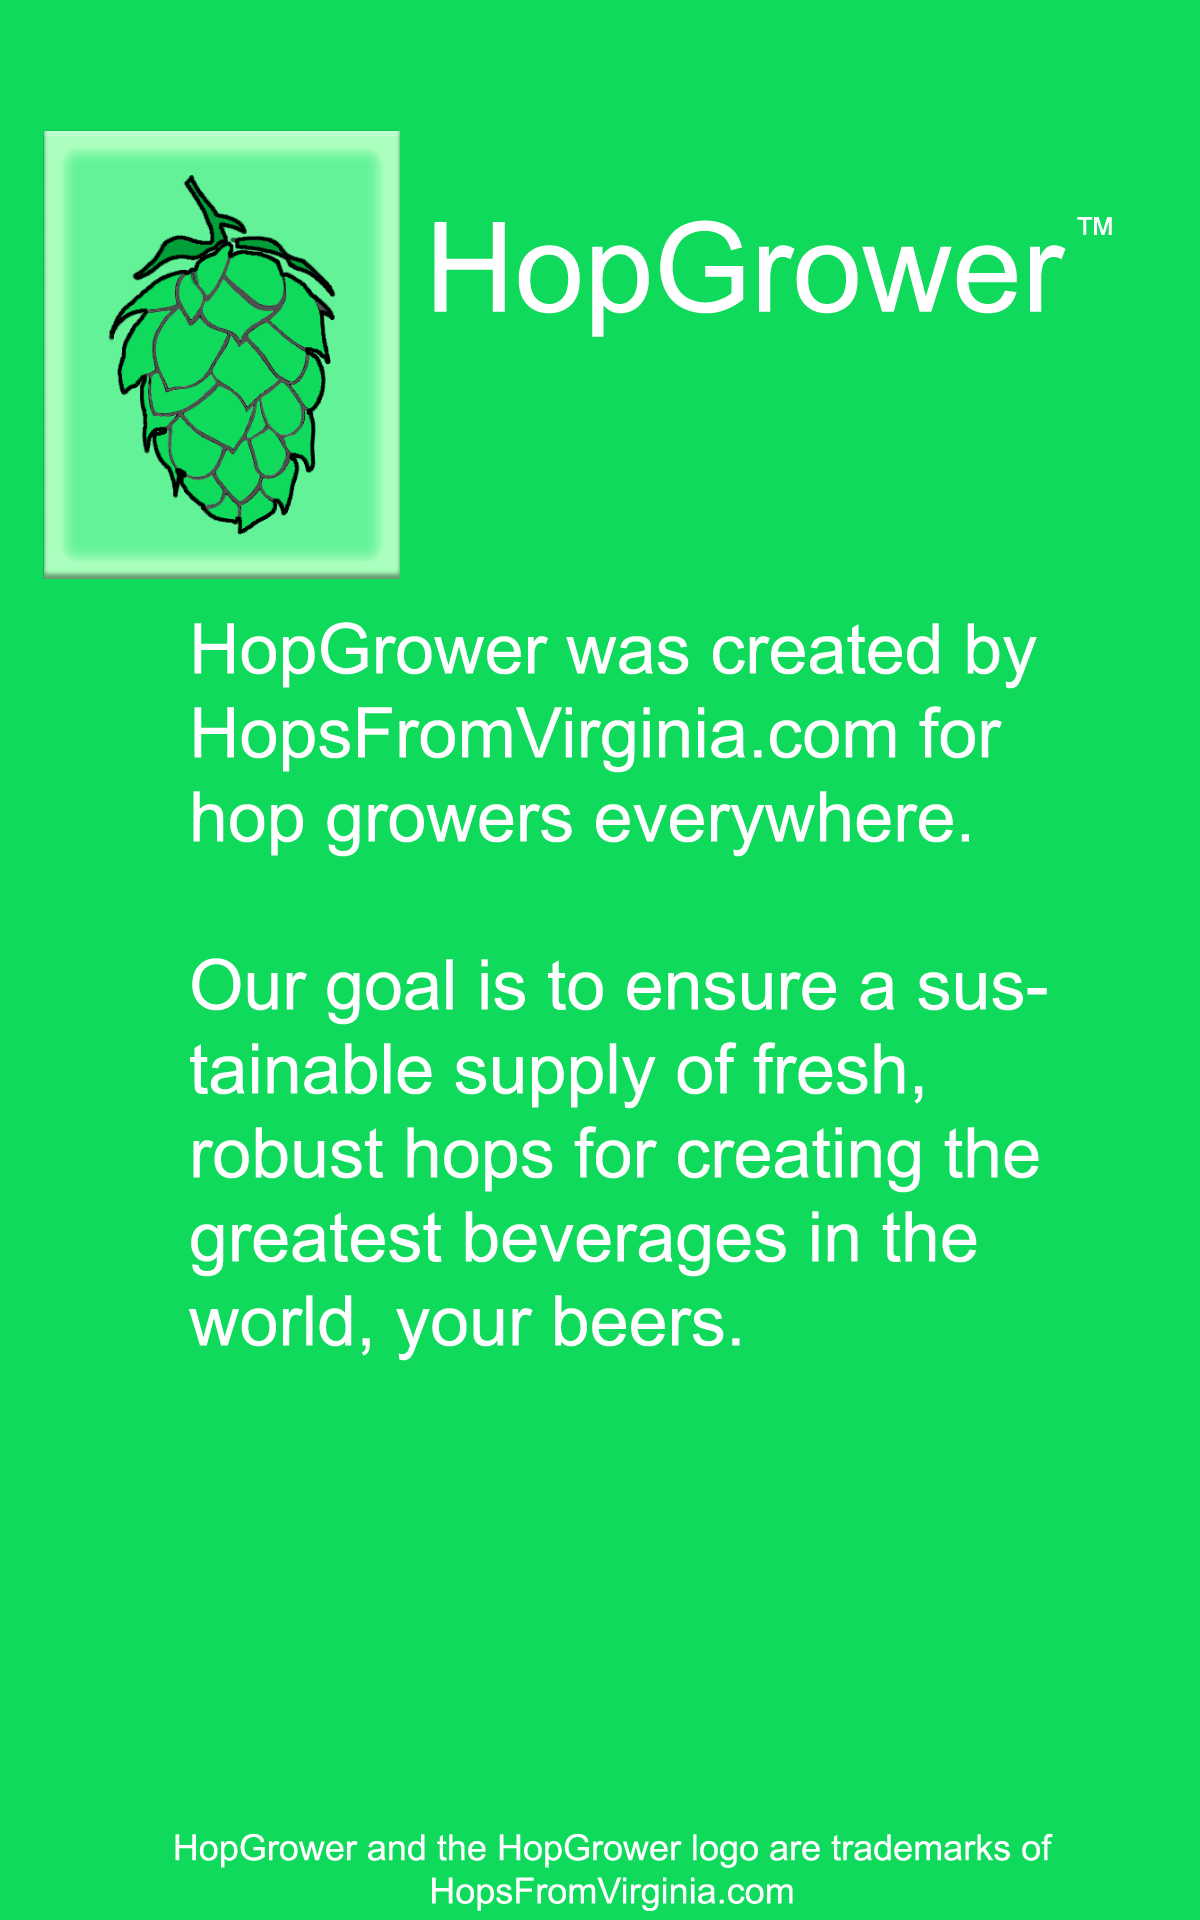 HopGrower™
HopGrower was created by
HopsFromVirginia.com for
hop growers everywhere.
Our goal is to ensure a sus-
tainable supply of fresh,
robust hops for creating the
greatest beverages in the
world, your beers.
HopGrower and the HopGrower logo are trademarks of
HopsFromVirginia.com